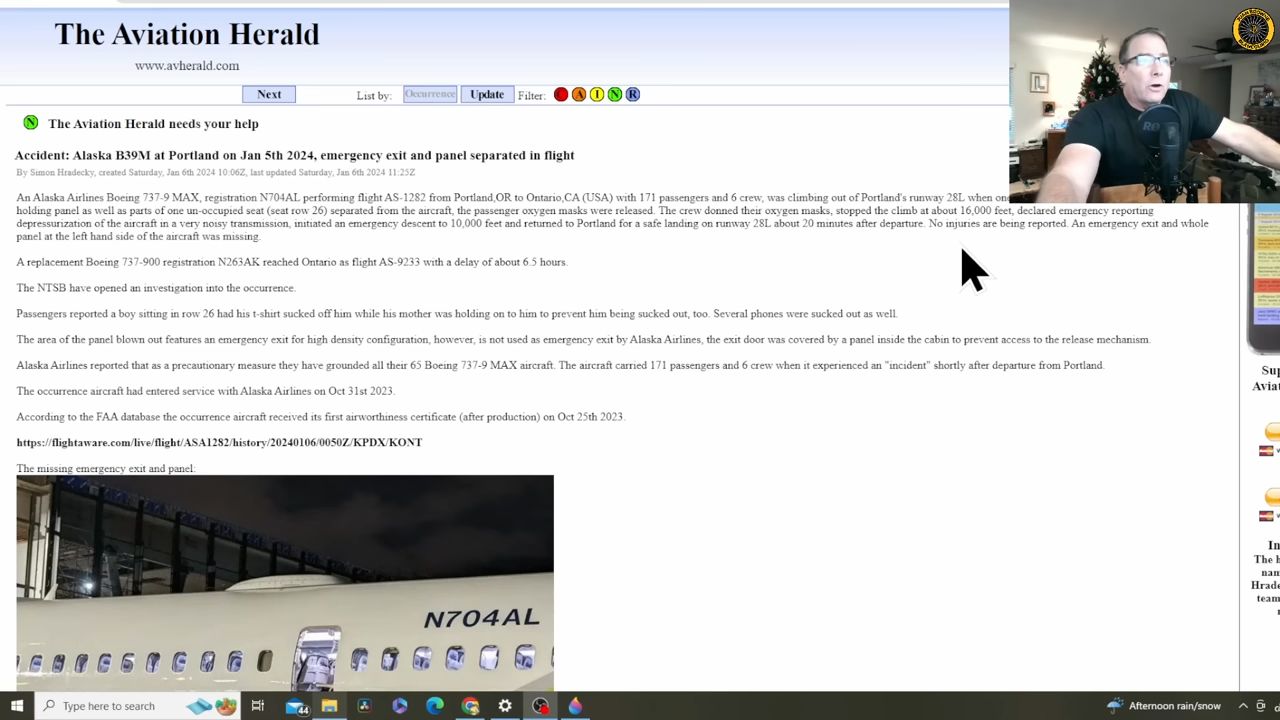 The Aviation Herald
www.avherald.com
Next
List by:
Occurrence
Update
Filter:
C A I N R
N
The Aviation Herald needs your help
Accident: Alaska B39M at Portland on Jan 5th 2024, emergency exit and panel separated in flight
By Simon Hradecky, created Saturday, Jan 6th 2024 10:06Z, last updated Saturday, Jan 6th 2024 11:25Z
An Alaska Airlines Boeing 737-9 MAX, registration N704AL performing flight AS-1282 from Portland,OR to Ontario,CA (USA) with 171 passengers and 6 crew, was climbing out of Portland's runway 28L when one
holding panel as well as parts of one un-occupied seat (seat row 26) separated from the aircraft, the passenger oxygen masks were released. The crew donned their oxygen masks, stopped the climb at about 16,000 feet, declared emergency reporting
depressurization of the aircraft in a very noisy transmission, initiated an emergency descent to 10,000 feet and returned to Portland for a safe landing on runway 28L about 20 minutes after departure. No injuries are being reported. An emergency exit and whole
panel at the left hand side of the aircraft was missing.
A replacement Boeing 737-900 registration N263AK reached Ontario as flight AS-9233 with a delay of about 6.5 hours.
The NTSB have opened an investigation into the occurrence.
Passengers reported a boy sitting in row 26 had his t-shirt sucked off him while his mother was holding on to him to prevent him being sucked out, too. Several phones were sucked out as well.
The area of the panel blown out features an emergency exit for high density configuration, however, is not used as emergency exit by Alaska Airlines, the exit door was covered by a panel inside the cabin to prevent access to the release mechanism.
Alaska Airlines reported that as a precautionary measure they have grounded all their 65 Boeing 737-9 MAX aircraft. The aircraft carried 171 passengers and 6 crew when it experienced an "incident" shortly after departure from Portland.
The occurrence aircraft had entered service with Alaska Airlines on Oct 31st 2023.
According to the FAA database the occurrence aircraft received its first airworthiness certificate (after production) on Oct 25th 2023.
https://flightaware.com/live/flight/ASA1282/history/20240106/0050Z/KPDX/KONT
The missing emergency exit and panel:
N704AL
Sup
Aviat
In
The h
nam
Hrade
team
Type here to search
44
Afternoon rain/snow